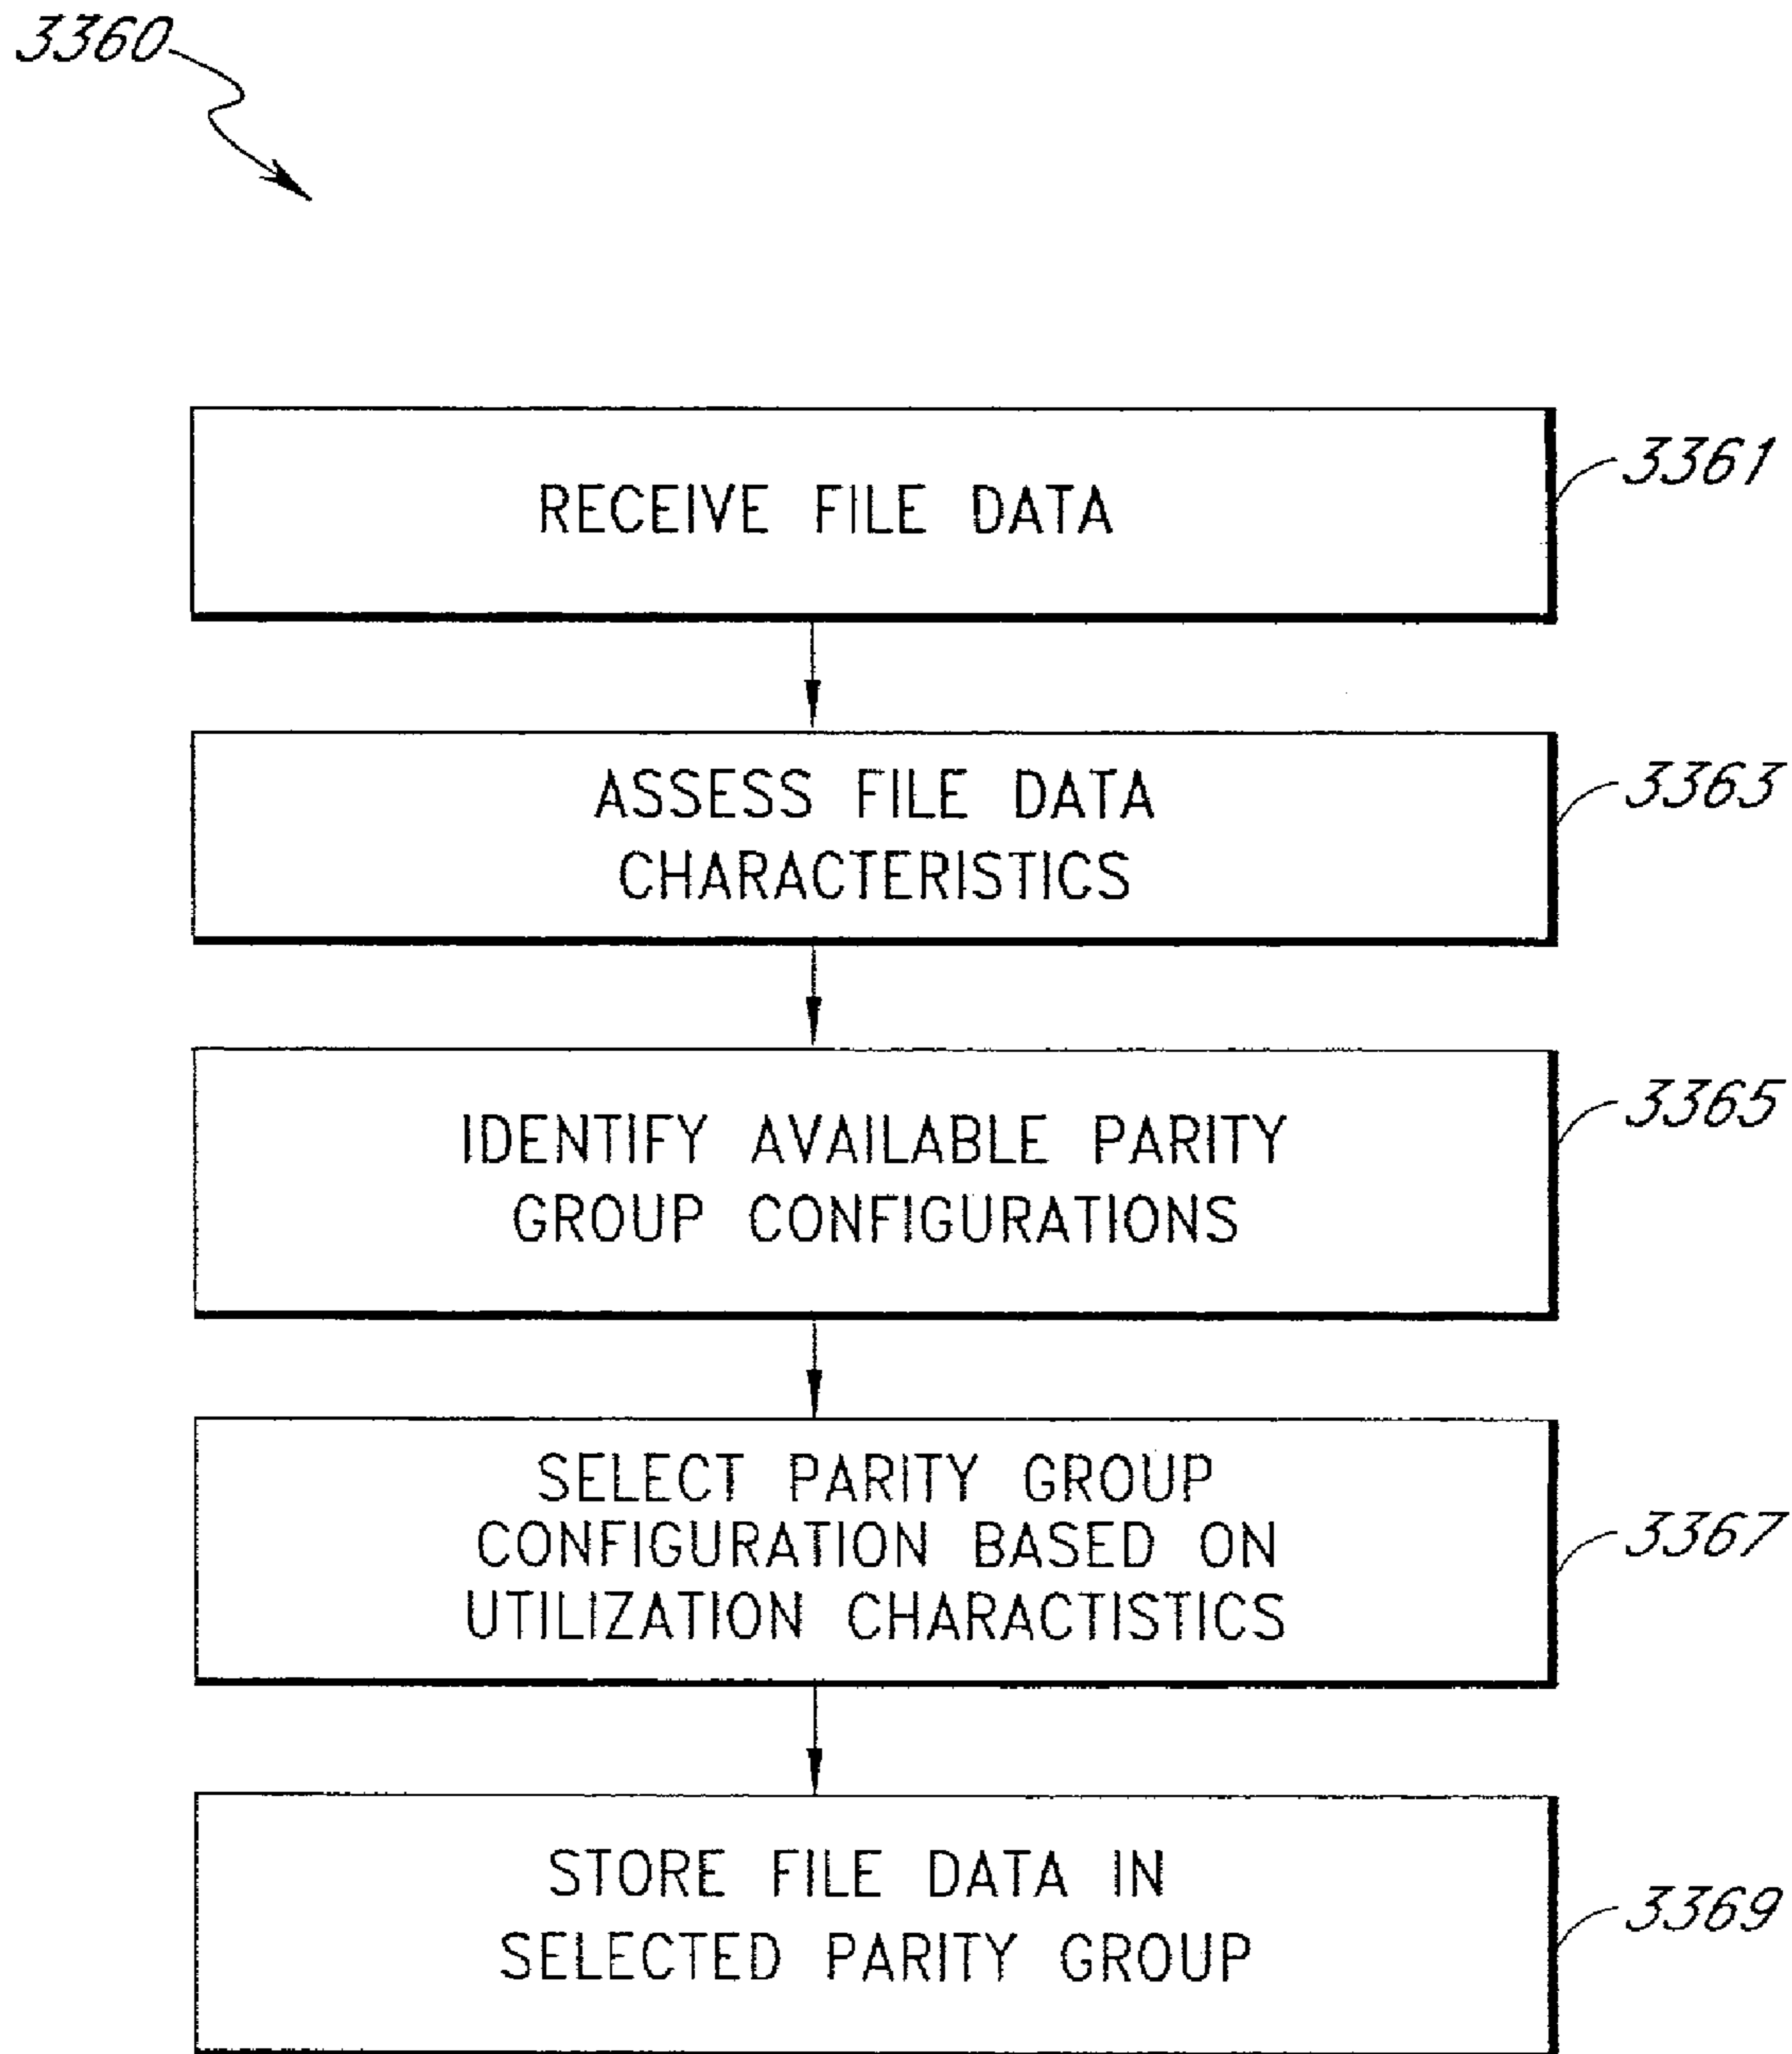 3360
RECEIVE FILE DATA
3361
ASSESS FILE DATA
CHARACTERISTICS
3363
IDENTIFY AVAILABLE PARITY
GROUP CONFIGURATIONS
3365
SELECT PARITY GROUP
CONFIGURATION BASED ON
UTILIZATION CHARACTISTICS
3367
STORE FILE DATA IN
SELECTED PARITY GROUP
3369